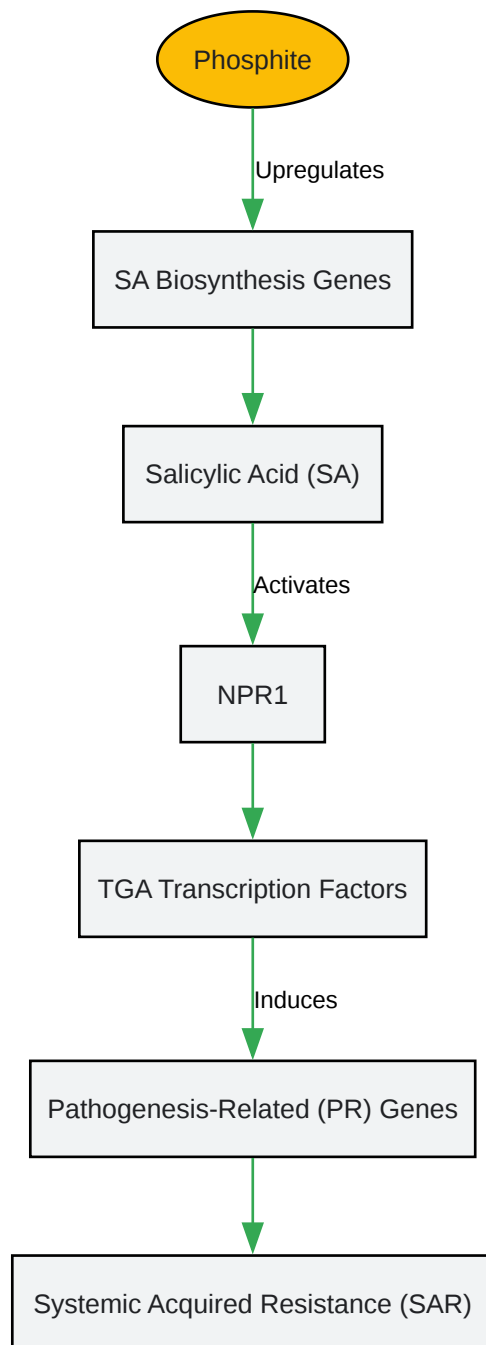 Phosphite
Upregulates
SA Biosynthesis Genes
Salicylic Acid (SA)
Activates
NPR1
TGA Transcription Factors
Induces
Pathogenesis-Related (PR) Genes
Systemic Acquired Resistance (SAR)